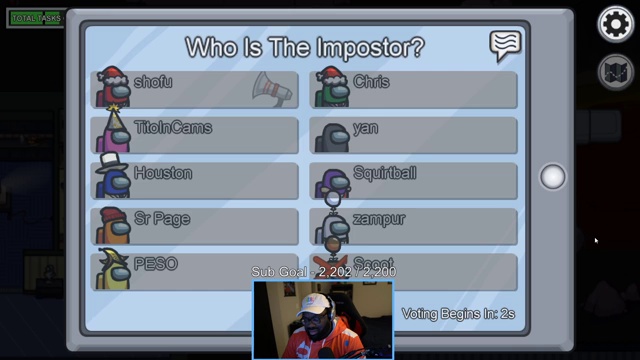 TOTAL TASKS
Who Is The Impostor?
shofu
Chris
TitoInCams
yan
Houston
Squirtball
Sr Page
zampur
PESO
Scoot
Sub Goal - 2,202 / 2,200
Voting Begins In: 2s